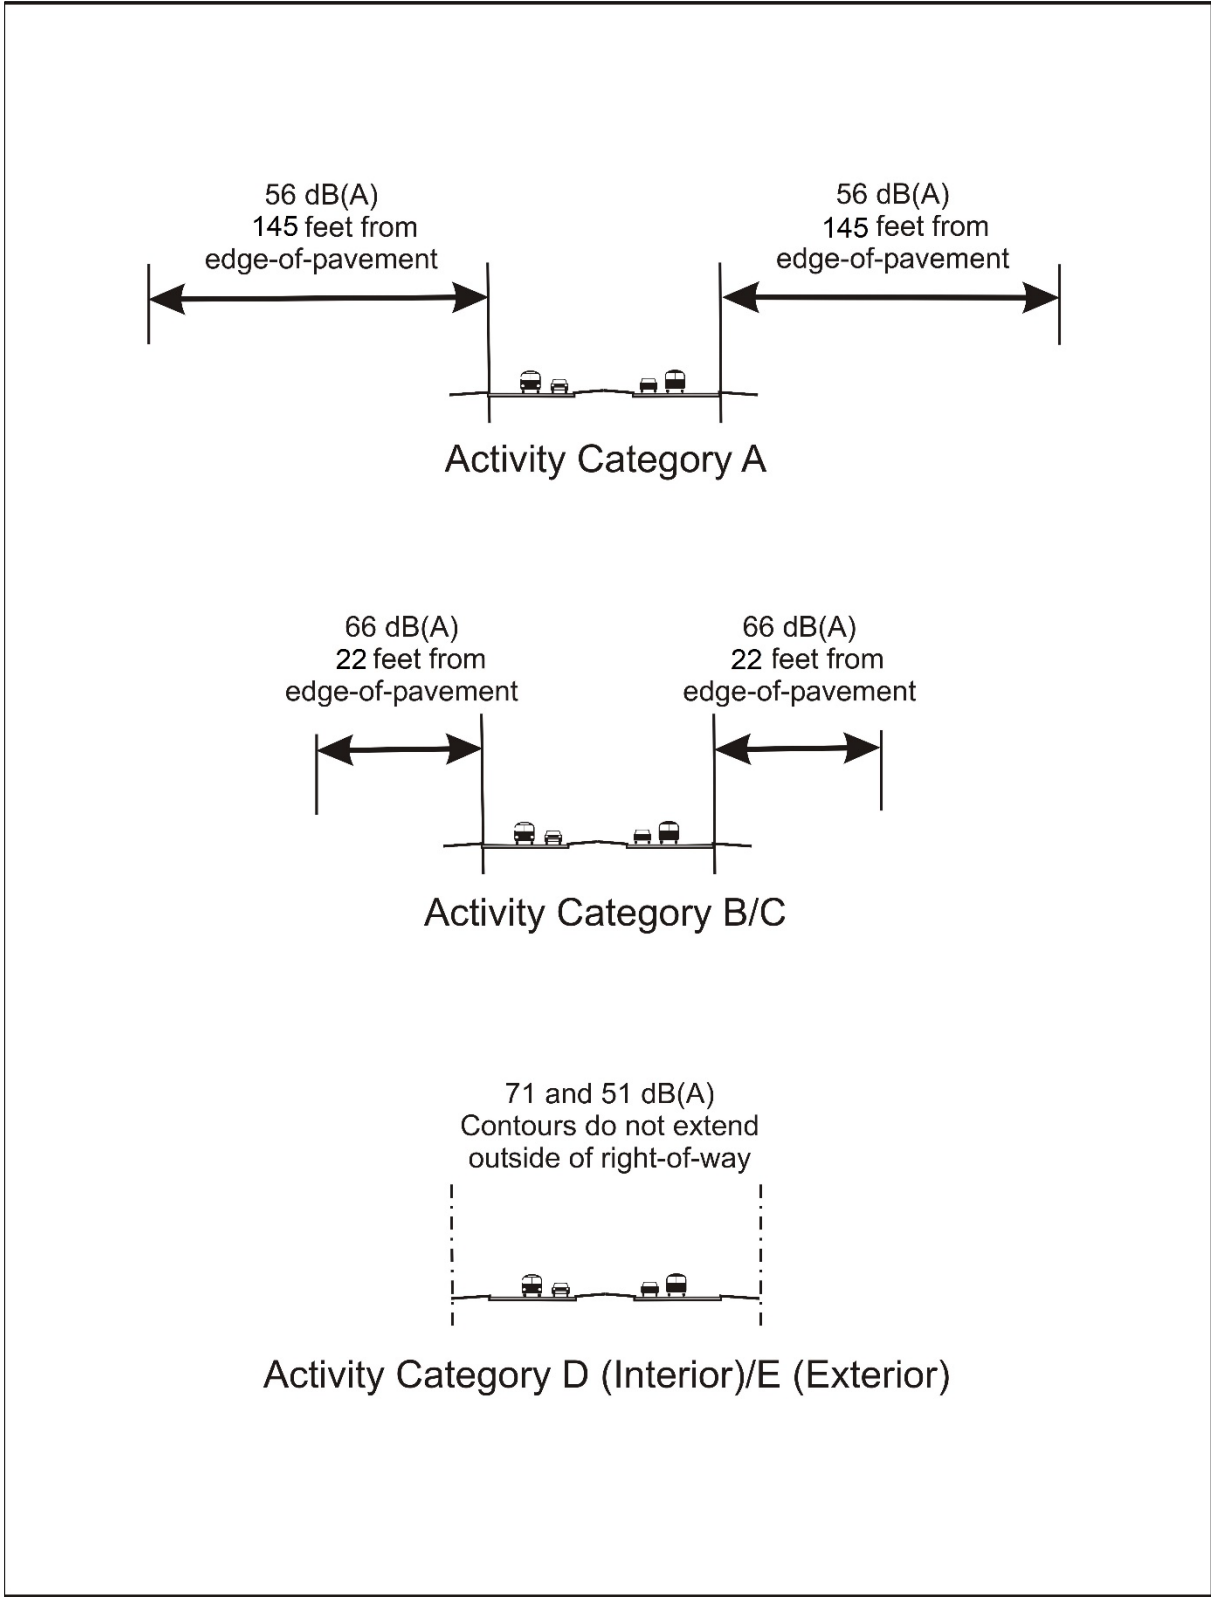 56 dB(A)
145 feet from
edge-of-pavement
56 dB(A)
145 feet from
edge-of-pavement
Activity Category A
66 dB(A)
22 feet from
edge-of-pavement
66 dB(A)
22 feet from
edge-of-pavement
Activity Category B/C
71 and 51 dB(A)
Contours do not extend
outside of right-of-way
Activity Category D (Interior)/E (Exterior)